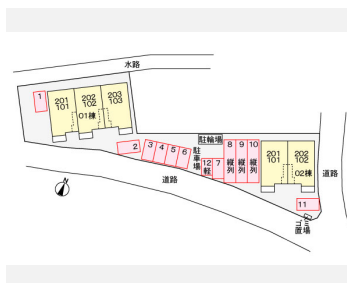 水路
1
201 202 203
101 102 103
01棟
2
3 4 5 6
駐車場
駐輪場
12 7 8 9 10
軽 縦列 縦列 縦列
201 202
101 102
02棟
道路
道路
11
ゴミ置場
N